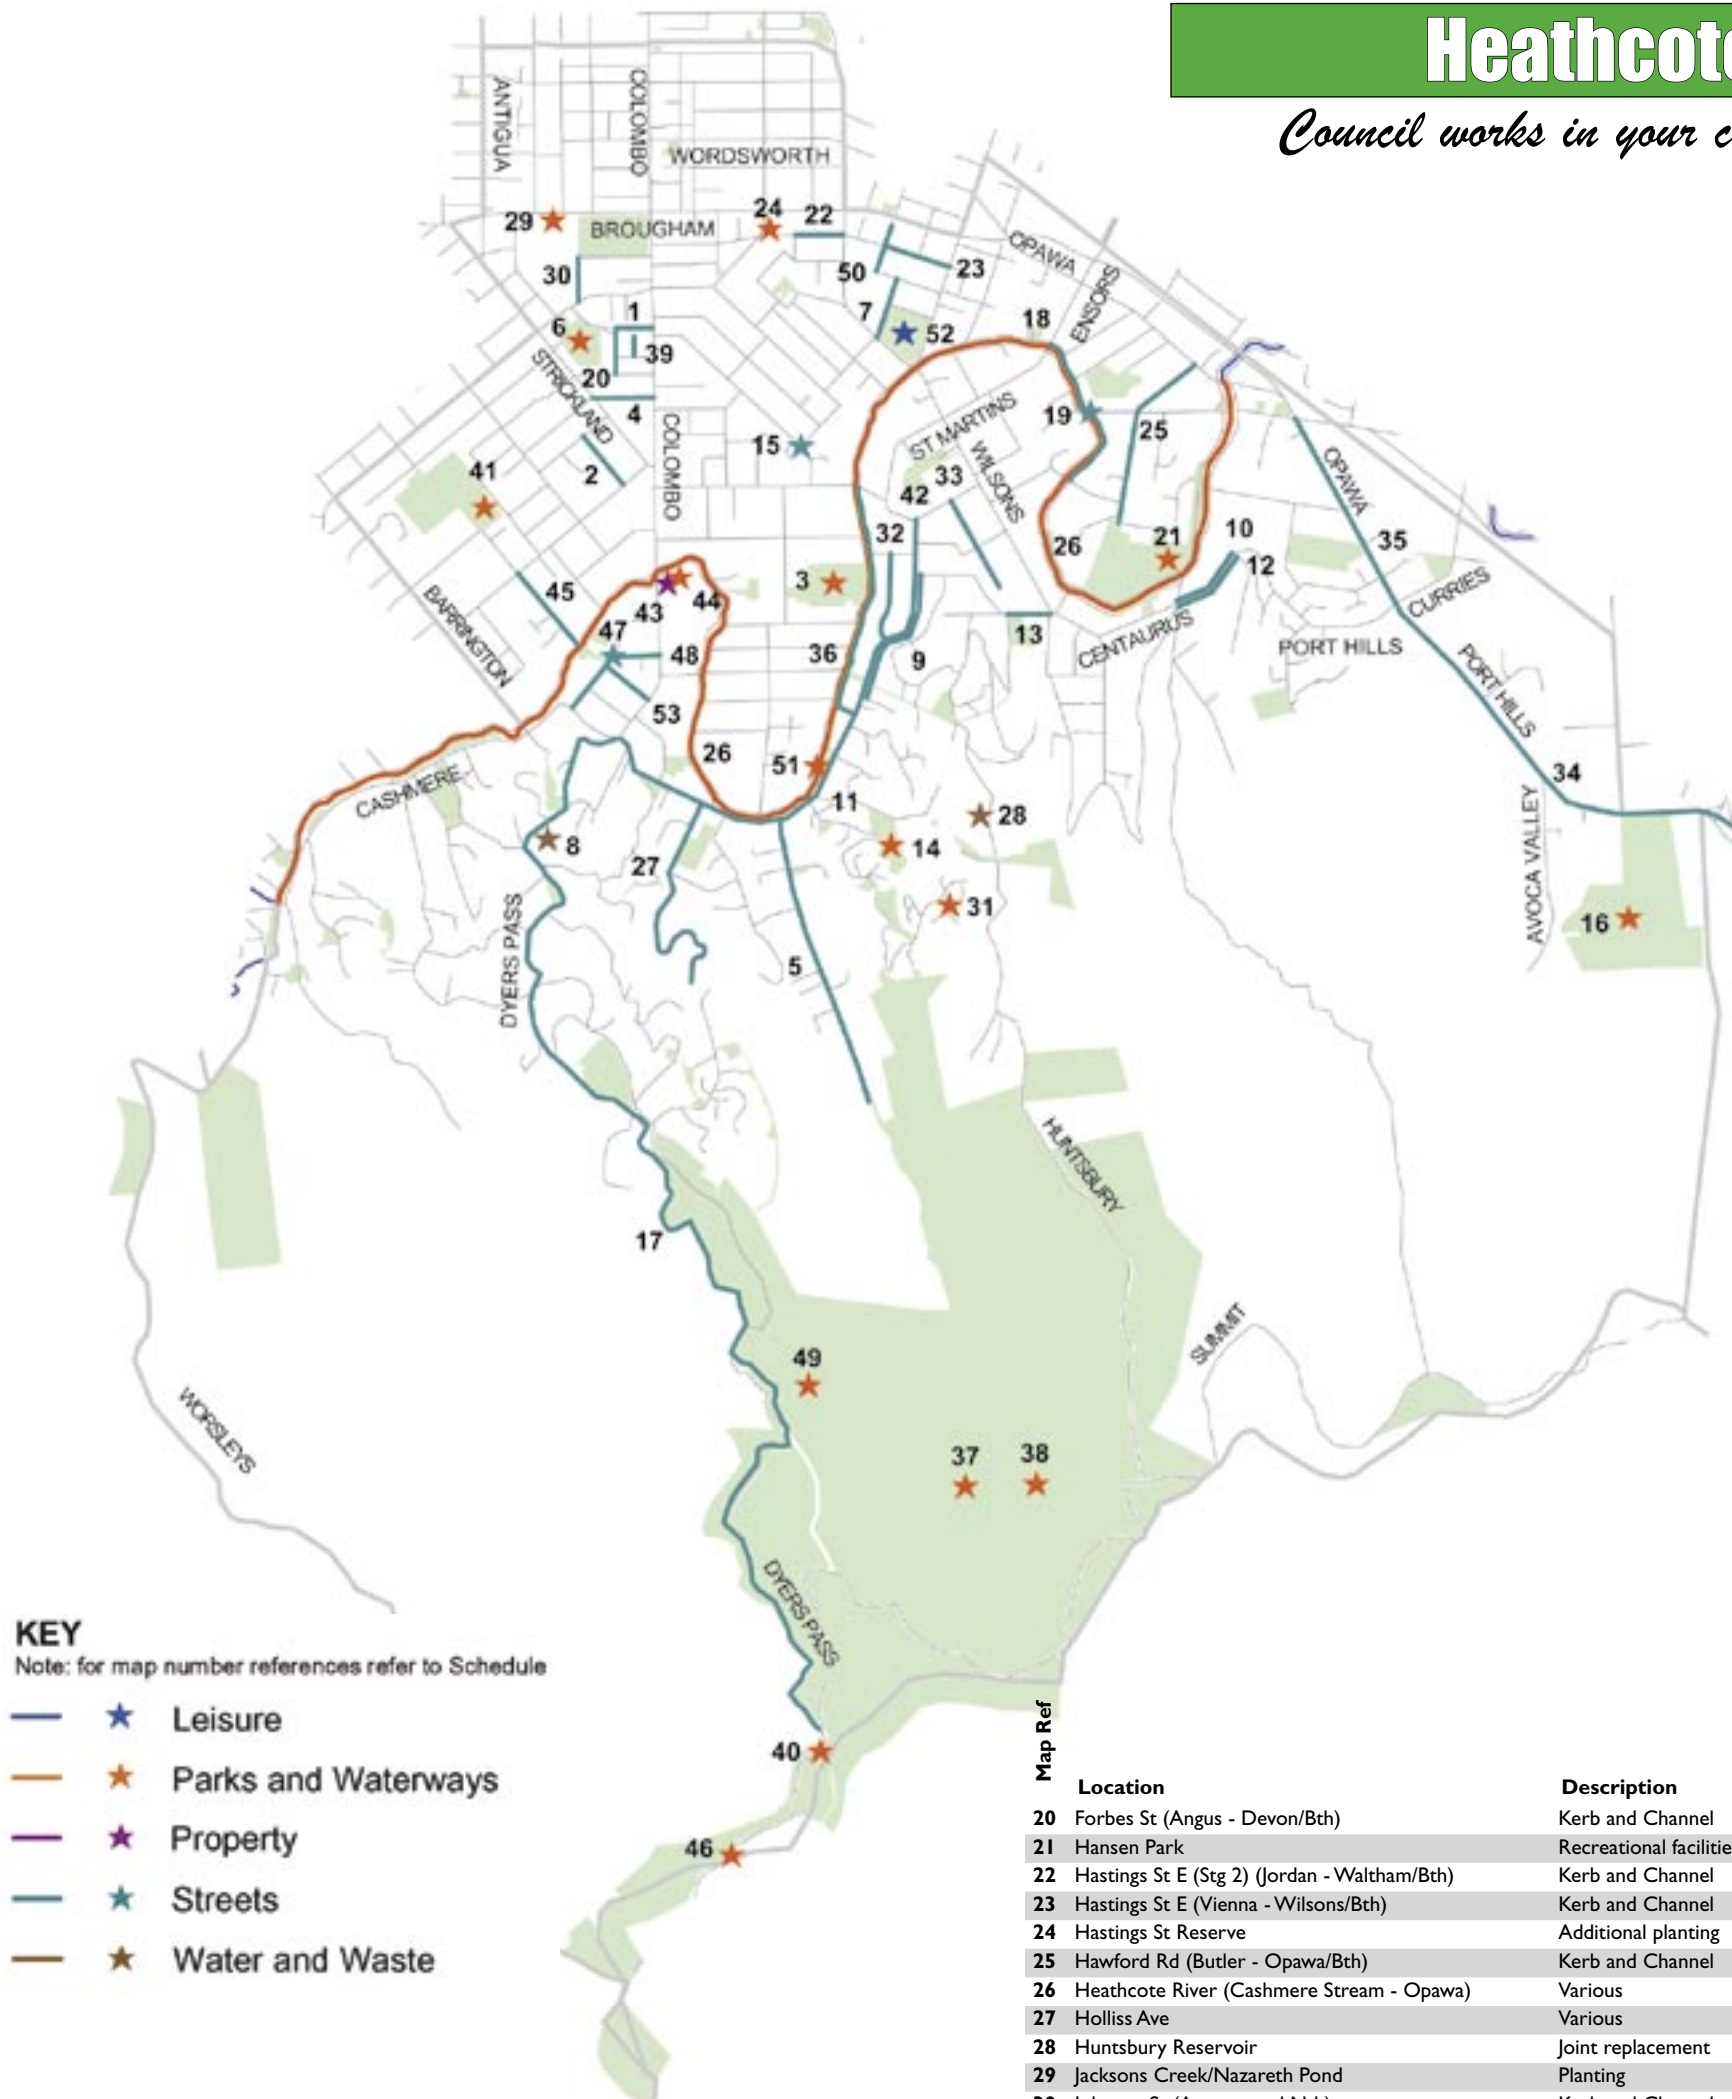 Heathcote
Council works in your c
ANTIGUA
COLOMBO
WORDSWORTH
29
BROUGHAM
24
22
OPAWA
30
50
23
ENSORS
1
7
18
6
52
39
STRICKLAND
20
4
COLOMBO
15
ST MARTINS
19
25
41
2
33
WILSONS
OPAWA
42
32
26
21
10
35
12
3
45
43
44
CURRIES
BARRINGTON
47
13
48
36
9
CENTAURUS
PORT HILLS
PORT HILLS
53
26
51
34
CASHMERE
11
28
8
27
14
AVOCA VALLEY
31
16
DYERS PASS
5
HUNTSBURY
17
SUMMIT
49
WORSLEYS
37
38
DYERS PASS
40
46
KEY
Note: for map number references refer to Schedule
Leisure
Parks and Waterways
Property
Streets
Water and Waste
Map Ref
Location Description
20 Forbes St (Angus - Devon/Bth) Kerb and Channel
21 Hansen Park Recreational facilitie
22 Hastings St E (Stg 2) (Jordan - Waltham/Bth) Kerb and Channel
23 Hastings St E (Vienna - Wilsons/Bth) Kerb and Channel
24 Hastings St Reserve Additional planting
25 Hawford Rd (Butler - Opawa/Bth) Kerb and Channel
26 Heathcote River (Cashmere Stream - Opawa) Various
27 Holliss Ave Various
28 Huntsbury Reservoir Joint replacement
29 Jacksons Creek/Nazareth Pond Planting